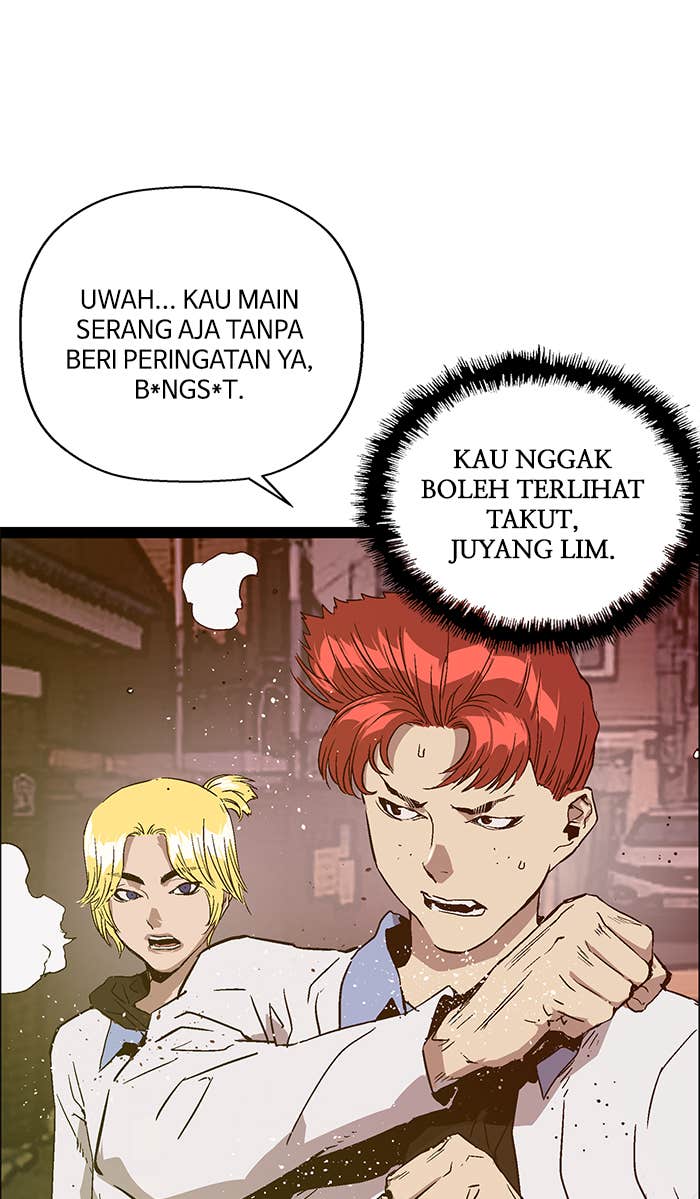 UWAH... KAU MAIN
SERANG AJA TANPA
BERI PERINGATAN YA,
B*NGS*T.
KAU NGGAK
BOLEH TERLIHAT
TAKUT,
JUYANG LIM.